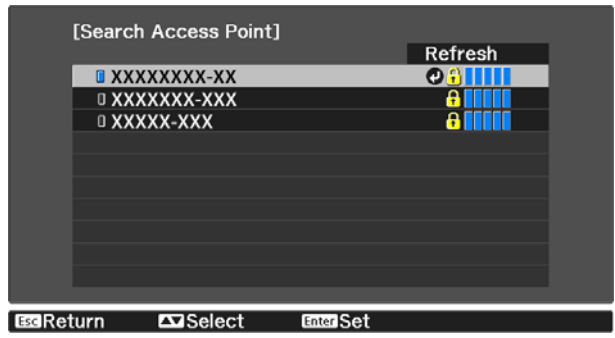 [Search Access Point]
Refresh
XXXXXXXX-XX
XXXXXXX-XXX
XXXXX-XXX
Esc Return Select Enter Set